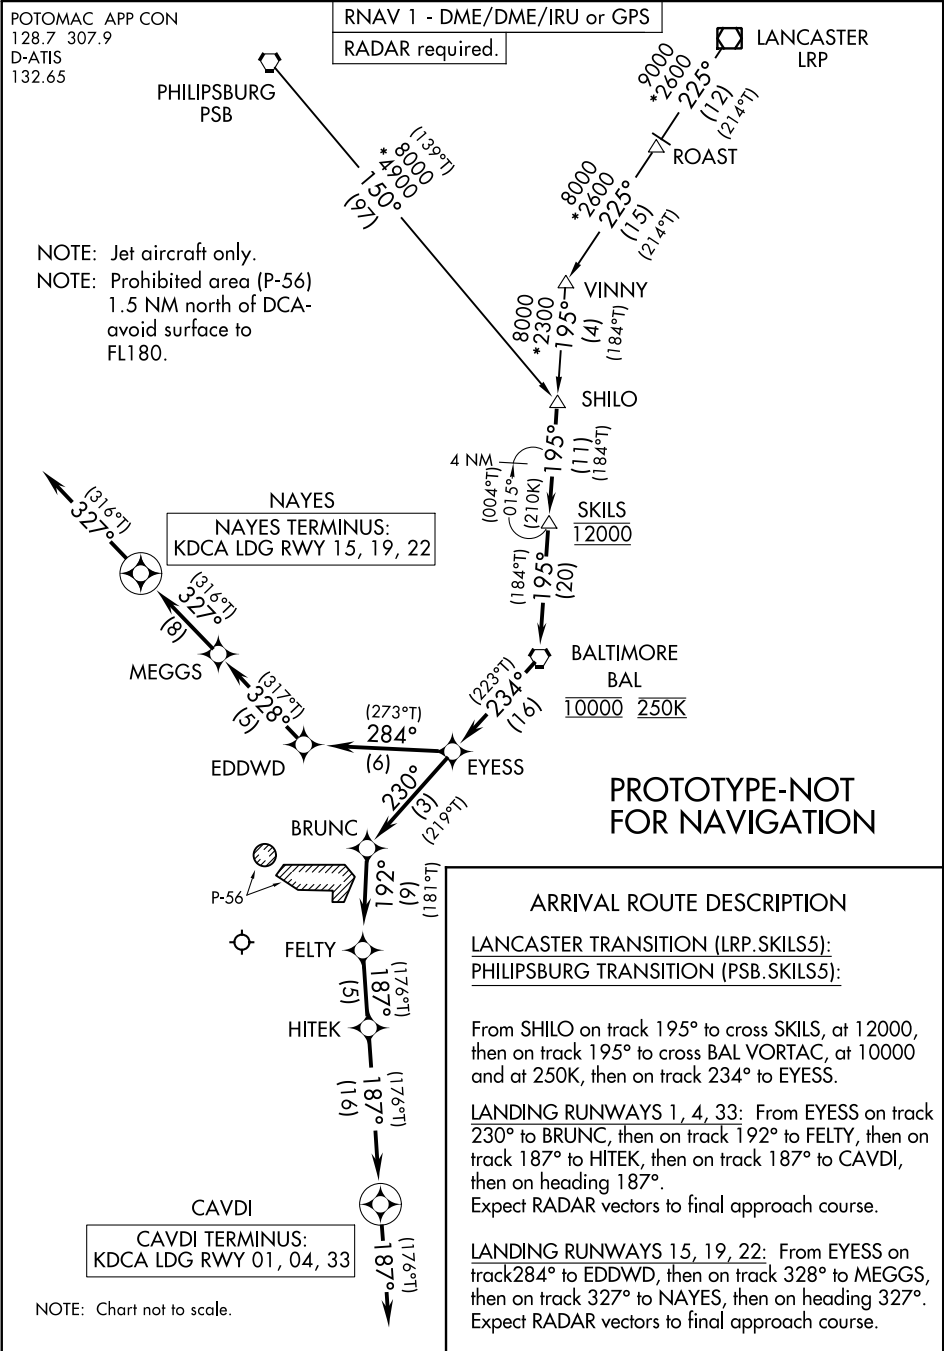 POTOMAC APP CON
128.7 307.9
D-ATIS
132.65
RNAV 1 - DME/DME/IRU or GPS
RADAR required.
PHILIPSBURG
PSB
LANCASTER
LRP
9000
*2600
225°
(12)
(214°T)
ROAST
8000
*2600
225°
(15)
(214°T)
(139°T)
8000
*4900
150°
(97)
NOTE: Jet aircraft only.
NOTE: Prohibited area (P-56)
1.5 NM north of DCA-
avoid surface to
FL180.
VINNY
8000
*2300
195°
(4)
(184°T)
SHILO
4 NM
195°
(11)
(184°T)
(004°T)
015°
(210K)
SKILS
12000
(184°T)
195°
(20)
(316°T)
327°
NAYES
NAYES TERMINUS:
KDCA LDG RWY 15, 19, 22
(316°T)
327°
(8)
MEGGS
BALTIMORE
BAL
10000 250K
(223°T)
234°
(16)
(317°T)
328°
(5)
EDDWD
(273°T)
284°
(6)
EYESS
230°
(3)
(219°T)
PROTOTYPE-NOT
FOR NAVIGATION
BRUNC
P-56
192°
(9)
(181°T)
FELTY
(176°T)
187°
(5)
HITEK
(176°T)
187°
(16)
CAVDI
CAVDI TERMINUS:
KDCA LDG RWY 01, 04, 33
(176°T)
187°
NOTE: Chart not to scale.
ARRIVAL ROUTE DESCRIPTION
LANCASTER TRANSITION (LRP.SKILS5):
PHILIPSBURG TRANSITION (PSB.SKILS5):
From SHILO on track 195° to cross SKILS, at 12000,
then on track 195° to cross BAL VORTAC, at 10000
and at 250K, then on track 234° to EYESS.
LANDING RUNWAYS 1, 4, 33: From EYESS on track
230° to BRUNC, then on track 192° to FELTY, then on
track 187° to HITEK, then on track 187° to CAVDI,
then on heading 187°.
Expect RADAR vectors to final approach course.
LANDING RUNWAYS 15, 19, 22: From EYESS on
track284° to EDDWD, then on track 328° to MEGGS,
then on track 327° to NAYES, then on heading 327°.
Expect RADAR vectors to final approach course.